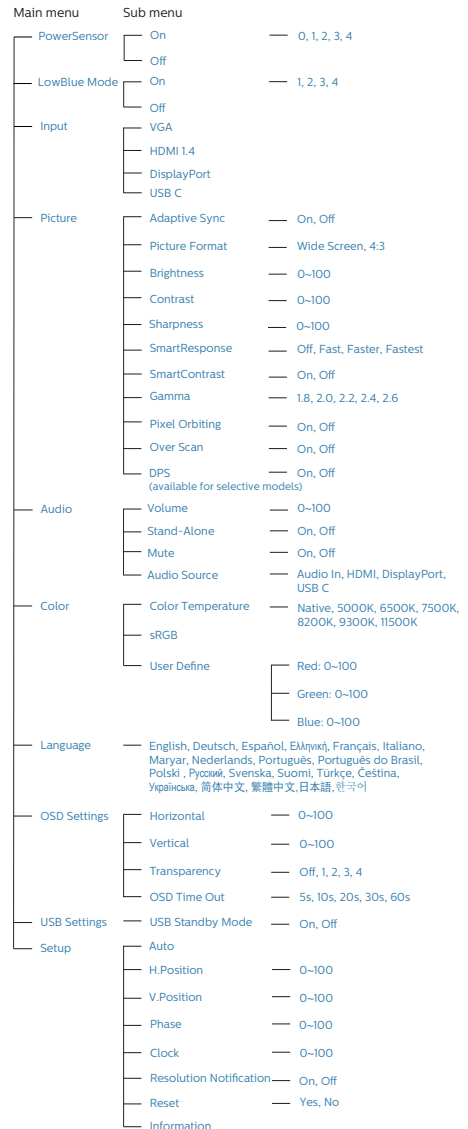 Main menu Sub menu
PowerSensor On 0, 1, 2, 3, 4
Off
LowBlue Mode On 1, 2, 3, 4
Off
Input VGA
HDMI 1.4
DisplayPort
USB C
Picture Adaptive Sync On, Off
Picture Format Wide Screen, 4:3
Brightness 0~100
Contrast 0~100
Sharpness 0~100
SmartResponse Off, Fast, Faster, Fastest
SmartContrast On, Off
Gamma 1.8, 2.0, 2.2, 2.4, 2.6
Pixel Orbiting On, Off
Over Scan On, Off
DPS On, Off
(available for selective models)
Audio Volume 0~100
Stand-Alone On, Off
Mute On, Off
Audio Source Audio In, HDMI, DisplayPort,
USB C
Color Color Temperature Native, 5000K, 6500K, 7500K,
8200K, 9300K, 11500K
sRGB
User Define Red: 0~100
Green: 0~100
Blue: 0~100
Language English, Deutsch, Español, Ελληνική, Français, Italiano,
Maryar, Nederlands, Português, Português do Brasil,
Polski , Русский, Svenska, Suomi, Türkçe, Čeština,
Українська, 简体中文, 繁體中文,日本語,한국어
OSD Settings Horizontal 0~100
Vertical 0~100
Transparency Off, 1, 2, 3, 4
OSD Time Out 5s, 10s, 20s, 30s, 60s
USB Settings USB Standby Mode On, Off
Setup Auto
H.Position 0~100
V.Position 0~100
Phase 0~100
Clock 0~100
Resolution Notification On, Off
Reset Yes, No
Information